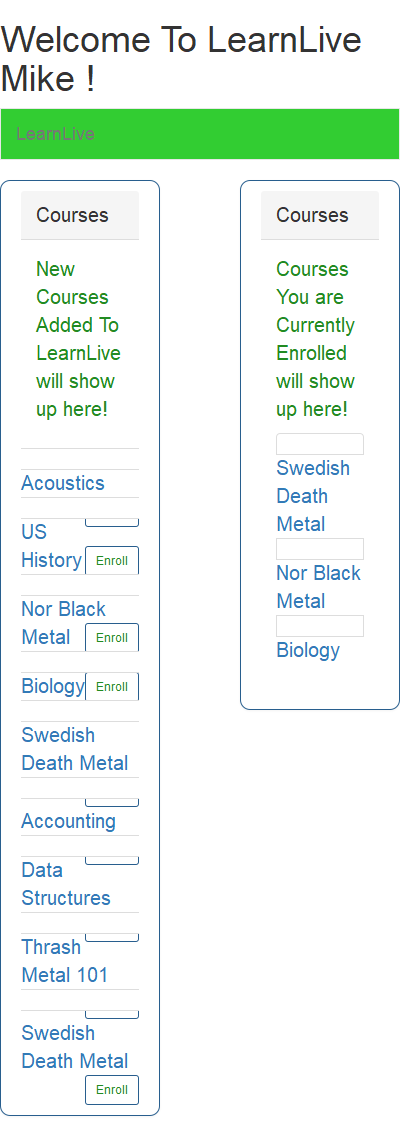 Welcome To LearnLive
Mike !
LearnLive
Courses
New
Courses
Added To
LearnLive
will show
up here!
Acoustics
US
History
Enroll
Nor Black
Metal
Enroll
Biology
Enroll
Swedish
Death Metal
Accounting
Data
Structures
Thrash
Metal 101
Swedish
Death Metal
Enroll
Courses
Courses
You are
Currently
Enrolled
will show
up here!
Swedish
Death
Metal
Nor Black
Metal
Biology